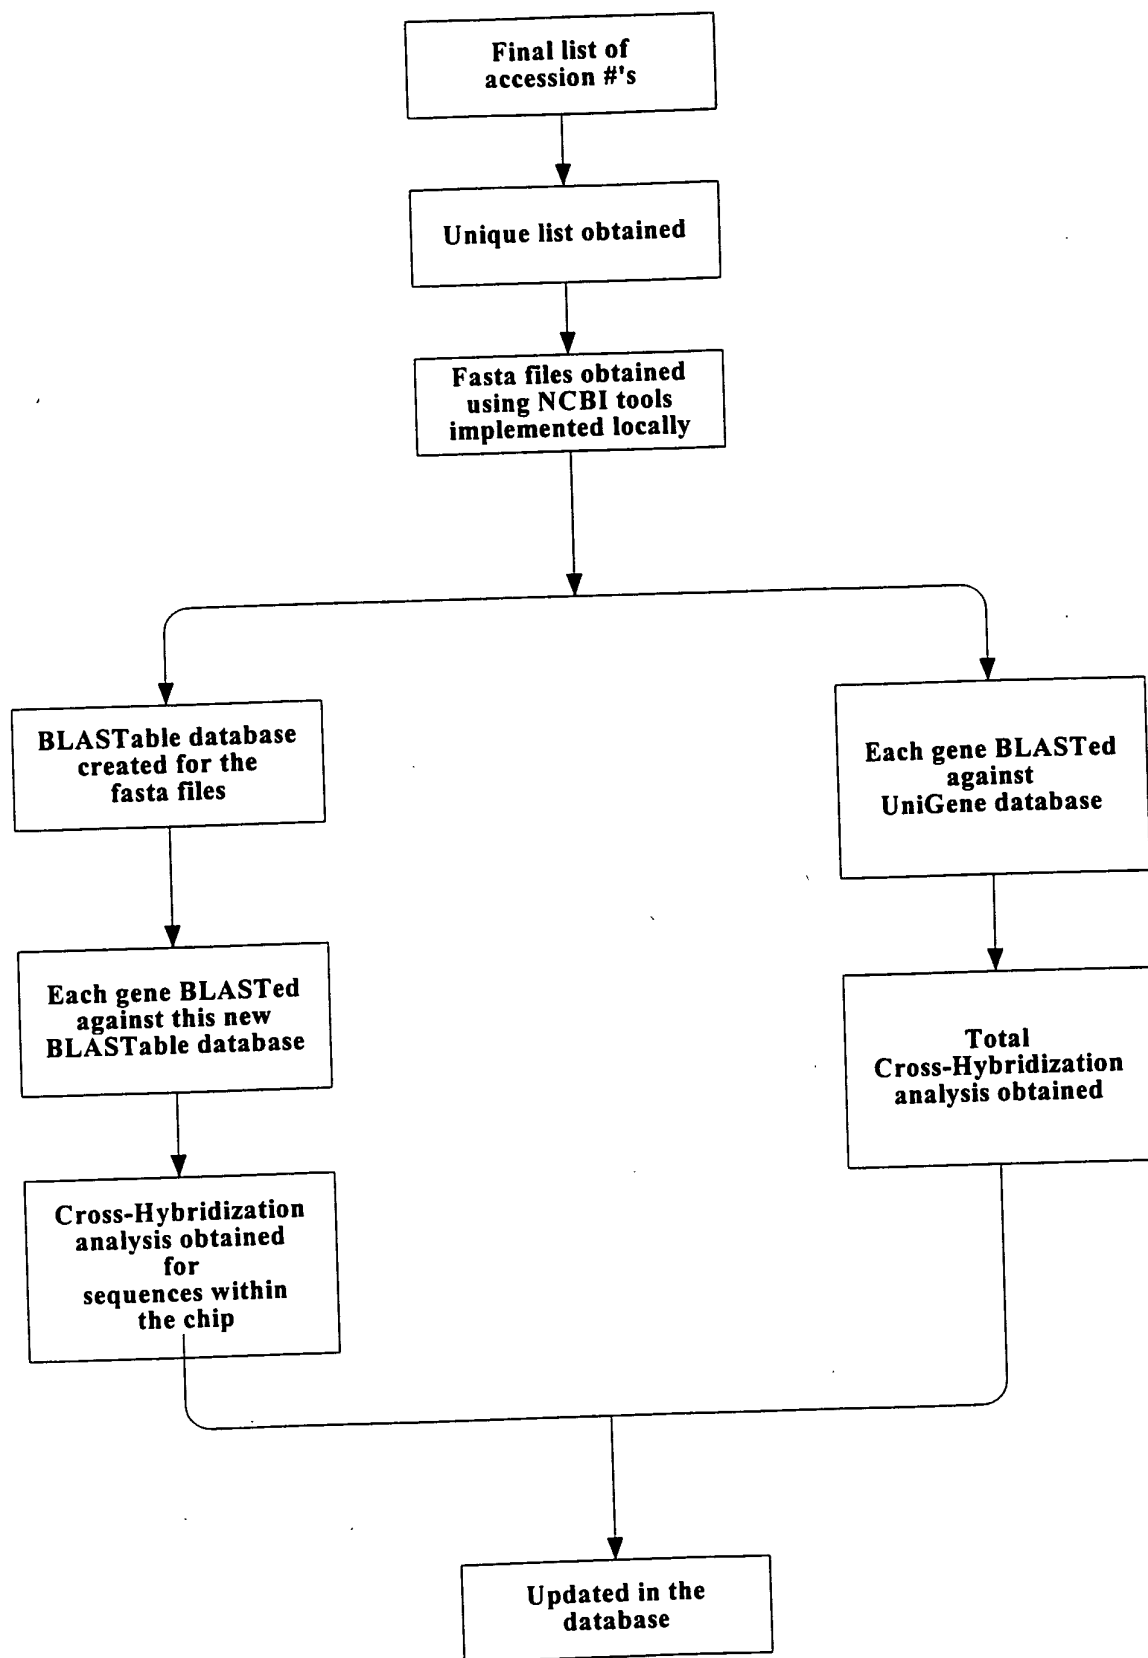 Final list of
accession #'s
Unique list obtained
Fasta files obtained
using NCBI tools
implemented locally
BLASTable database
created for the
fasta files
Each gene BLASTed
against
UniGene database
Each gene BLASTed
against this new
BLASTable database
Total
Cross-Hybridization
analysis obtained
Cross-Hybridization
analysis obtained
for
sequences within
the chip
Updated in the
database